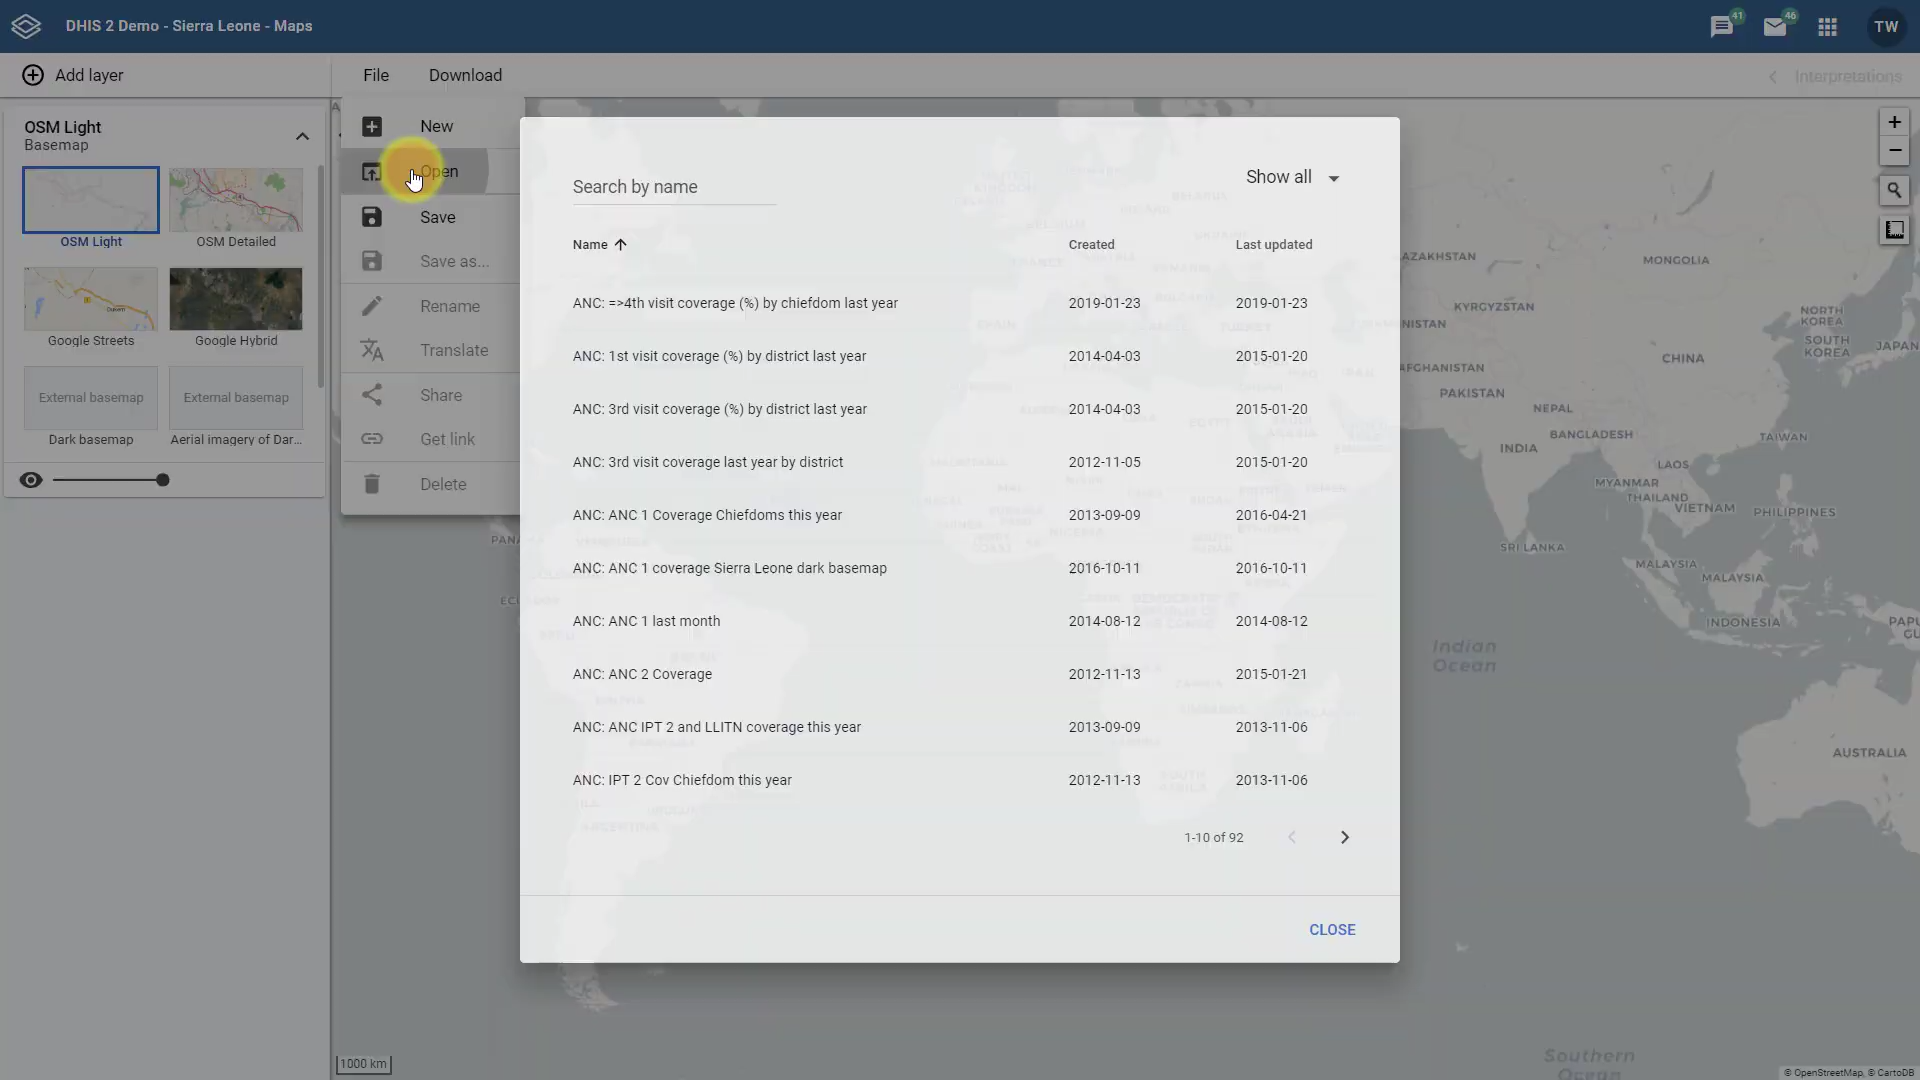 DHIS 2 Demo - Sierra Leone - Maps
41
46
TW
Add layer
File
Download
Interpretations
OSM Light
Basemap
OSM Light
OSM Detailed
Google Streets
Google Hybrid
External basemap
External basemap
Dark basemap
Aerial imagery of Dar...
New
Open
Save
Save as...
Rename
Translate
Share
Get link
Delete
Search by name
Show all
Name Created Last updated
ANC: =>4th visit coverage (%) by chiefdom last year 2019-01-23 2019-01-23
ANC: 1st visit coverage (%) by district last year 2014-04-03 2015-01-20
ANC: 3rd visit coverage (%) by district last year 2014-04-03 2015-01-20
ANC: 3rd visit coverage last year by district 2012-11-05 2015-01-20
ANC: ANC 1 Coverage Chiefdoms this year 2013-09-09 2016-04-21
ANC: ANC 1 coverage Sierra Leone dark basemap 2016-10-11 2016-10-11
ANC: ANC 1 last month 2014-08-12 2014-08-12
ANC: ANC 2 Coverage 2012-11-13 2015-01-21
ANC: ANC IPT 2 and LLITN coverage this year 2013-09-09 2013-11-06
ANC: IPT 2 Cov Chiefdom this year 2012-11-13 2013-11-06
1-10 of 92
CLOSE
+
−
AZAKHSTAN
MONGOLIA
KYRGYZSTAN
NORTH
KOREA
SOUTH
KOREA
JAPAN
CHINA
AFGHANISTAN
PAKISTAN
NEPAL
BANGLADESH
INDIA
TAIWAN
LAOS
MYANMAR
THAILAND
VIETNAM
PHILIPPINES
SRI LANKA
MALAYSIA
MALAYSIA
INDONESIA
Indian
Ocean
AUSTRALIA
Southern
Ocean
1000 km
© OpenStreetMap, © CartoDB